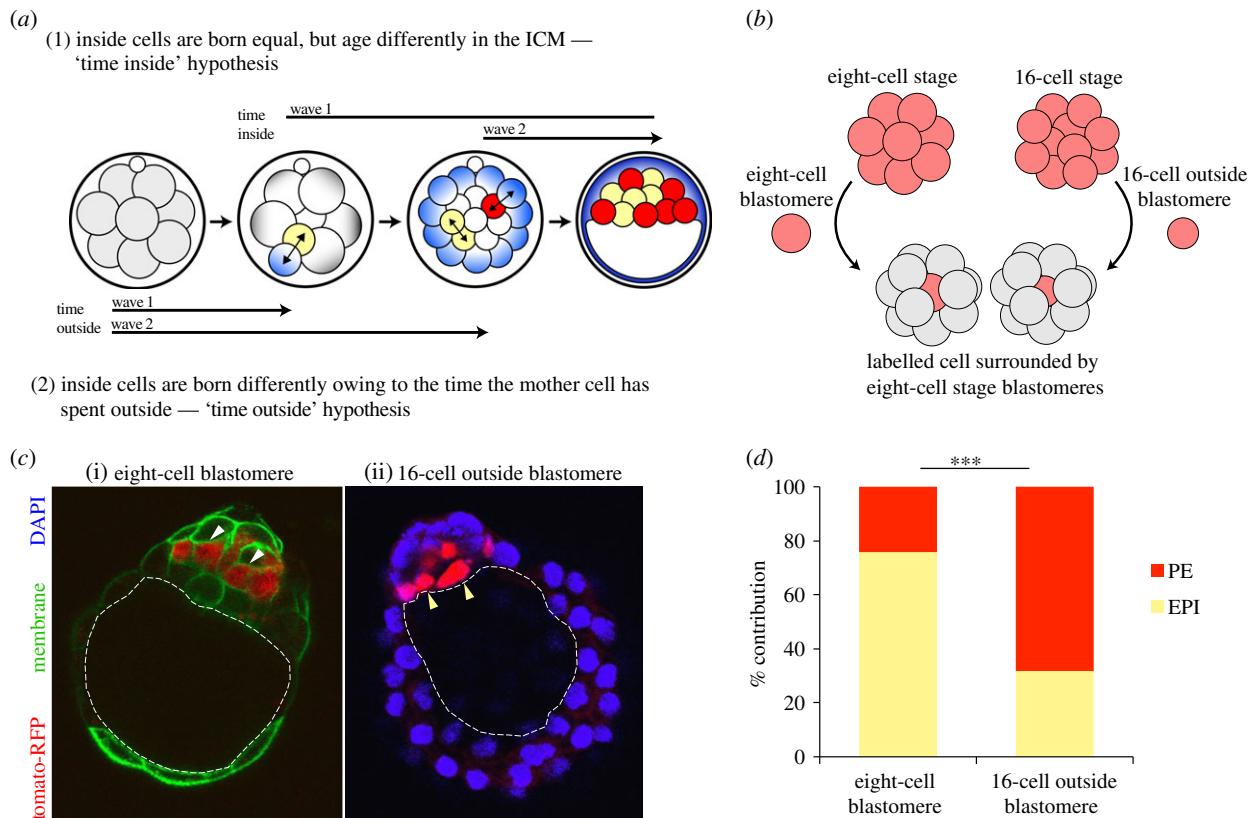 (a)
(1) inside cells are born equal, but age differently in the ICM —
‘time inside’ hypothesis
time
inside
wave 1
wave 2
time
outside
wave 1
wave 2
(2) inside cells are born differently owing to the time the mother cell has
spent outside — ‘time outside’ hypothesis
(b)
eight-cell stage
16-cell stage
eight-cell
blastomere
16-cell outside
blastomere
labelled cell surrounded by
eight-cell stage blastomeres
(c)
(i) eight-cell blastomere
(ii) 16-cell outside blastomere
DAPI
membrane
tomato-RFP
(d)
***
% contribution
100
80
60
40
20
0
eight-cell
blastomere
16-cell outside
blastomere
PE
EPI